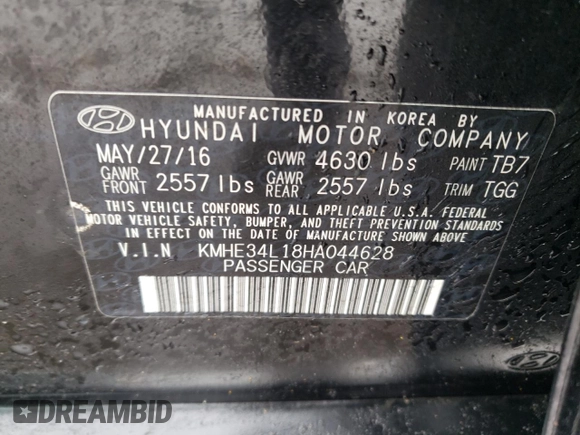 MANUFACTURED IN KOREA BY
HYUNDAI MOTOR COMPANY
MAY/27/16 GVWR 4630 lbs PAINT TB7
GAWR FRONT 2557 lbs GAWR REAR 2557 lbs TRIM TGG
THIS VEHICLE CONFORMS TO ALL APPLICABLE U.S.A. FEDERAL
MOTOR VEHICLE SAFETY, BUMPER, AND THEFT PREVENTION STANDARDS
IN EFFECT ON THE DATE OF MANUFACTURE SHOWN ABOVE
V.I.N KMHE34L18HA044628
PASSENGER CAR
DREAMBID